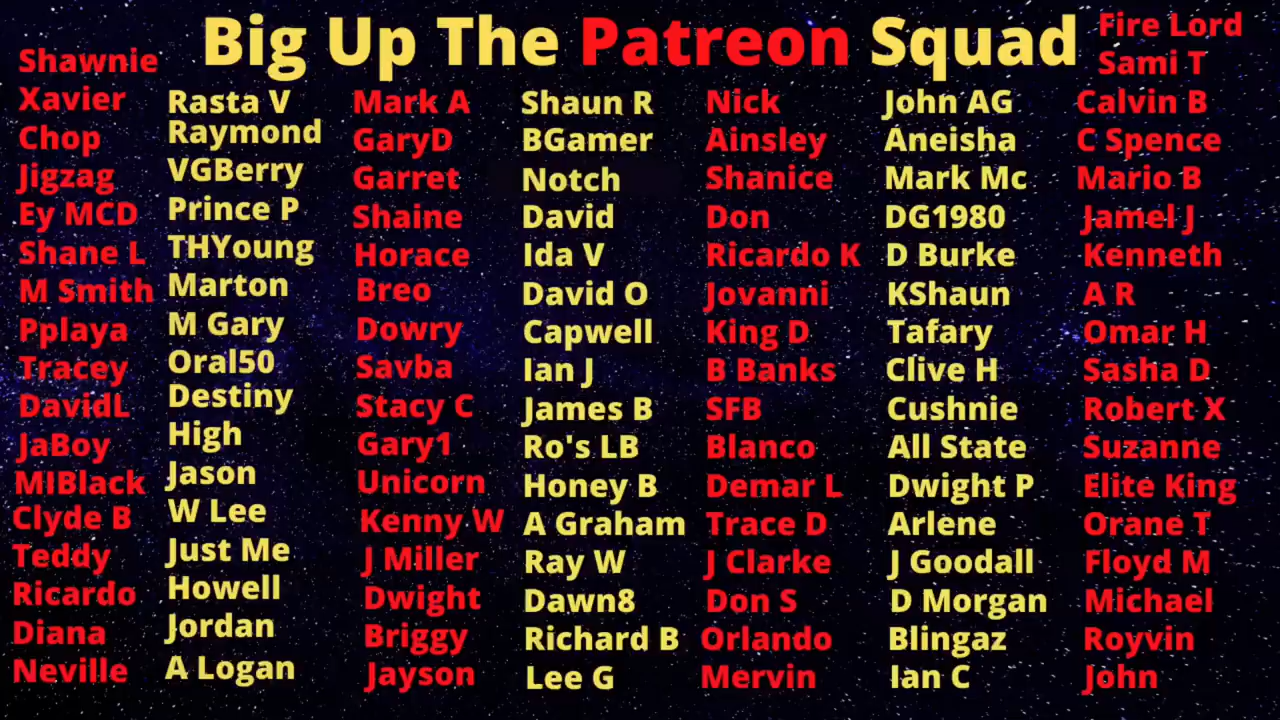 Big Up The Patreon Squad
Shawnie
Xavier
Chop
Jigzag
Ey MCD
Shane L
M Smith
Pplaya
Tracey
DavidL
JaBoy
MIBlack
Clyde B
Teddy
Ricardo
Diana
Neville
Rasta V
Raymond
VGBerry
Prince P
THYoung
Marton
M Gary
Oral50
Destiny
High
Jason
W Lee
Just Me
Howell
Jordan
A Logan
Mark A
GaryD
Garret
Shaine
Horace
Breo
Dowry
Savba
Stacy C
Gary1
Unicorn
Kenny W
J Miller
Dwight
Briggy
Jayson
Shaun R
BGamer
Notch
David
Ida V
David O
Capwell
Ian J
James B
Ro's LB
Honey B
A Graham
Ray W
Dawn8
Richard B
Lee G
Nick
Ainsley
Shanice
Don
Ricardo K
Jovanni
King D
B Banks
SFB
Blanco
Demar L
Trace D
J Clarke
Don S
Orlando
Mervin
John AG
Aneisha
Mark Mc
DG1980
D Burke
KShaun
Tafary
Clive H
Cushnie
All State
Dwight P
Arlene
J Goodall
D Morgan
Blingaz
Ian C
Fire Lord
Sami T
Calvin B
C Spence
Mario B
Jamel J
Kenneth
A R
Omar H
Sasha D
Robert X
Suzanne
Elite King
Orane T
Floyd M
Michael
Royvin
John